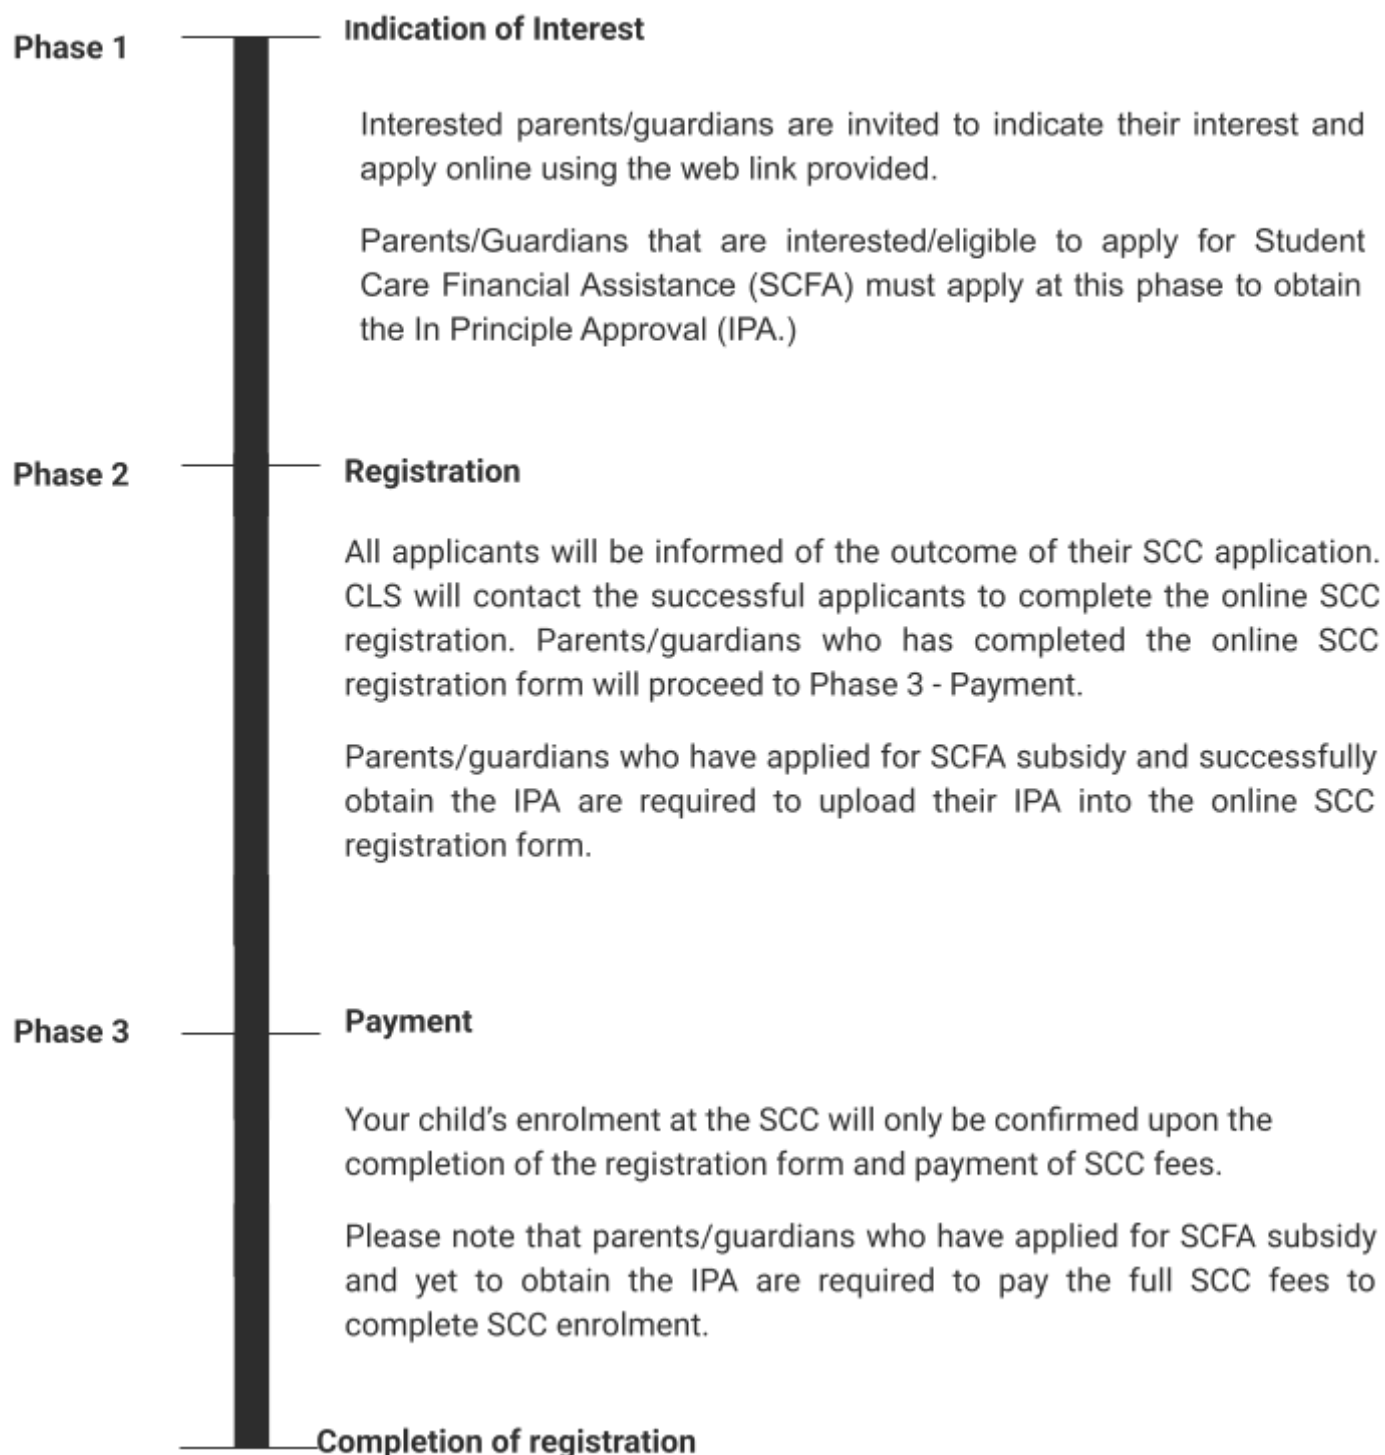 Phase 1
Indication of Interest
Interested parents/guardians are invited to indicate their interest and
apply online using the web link provided.
Parents/Guardians that are interested/eligible to apply for Student
Care Financial Assistance (SCFA) must apply at this phase to obtain
the In Principle Approval (IPA.)
Phase 2
Registration
All applicants will be informed of the outcome of their SCC application.
CLS will contact the successful applicants to complete the online SCC
registration. Parents/guardians who has completed the online SCC
registration form will proceed to Phase 3 - Payment.
Parents/guardians who have applied for SCFA subsidy and successfully
obtain the IPA are required to upload their IPA into the online SCC
registration form.
Phase 3
Payment
Your child’s enrolment at the SCC will only be confirmed upon the
completion of the registration form and payment of SCC fees.
Please note that parents/guardians who have applied for SCFA subsidy
and yet to obtain the IPA are required to pay the full SCC fees to
complete SCC enrolment.
Completion of registration